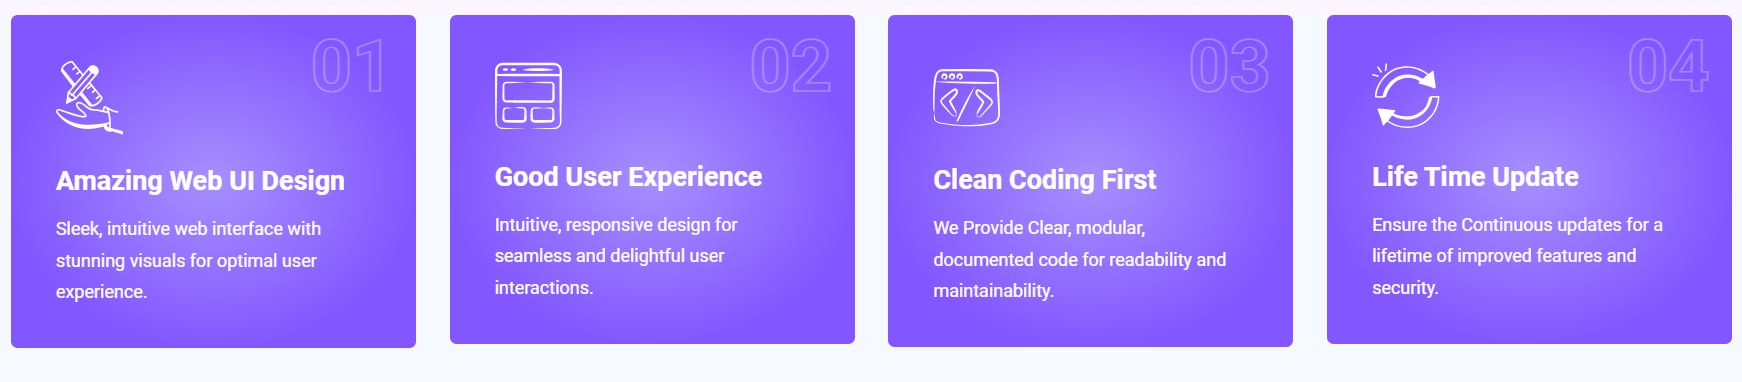 01
Amazing Web UI Design
Sleek, intuitive web interface with
stunning visuals for optimal user
experience.
02
Good User Experience
Intuitive, responsive design for
seamless and delightful user
interactions.
03
Clean Coding First
We Provide Clear, modular,
documented code for readability and
maintainability.
04
Life Time Update
Ensure the Continuous updates for a
lifetime of improved features and
security.